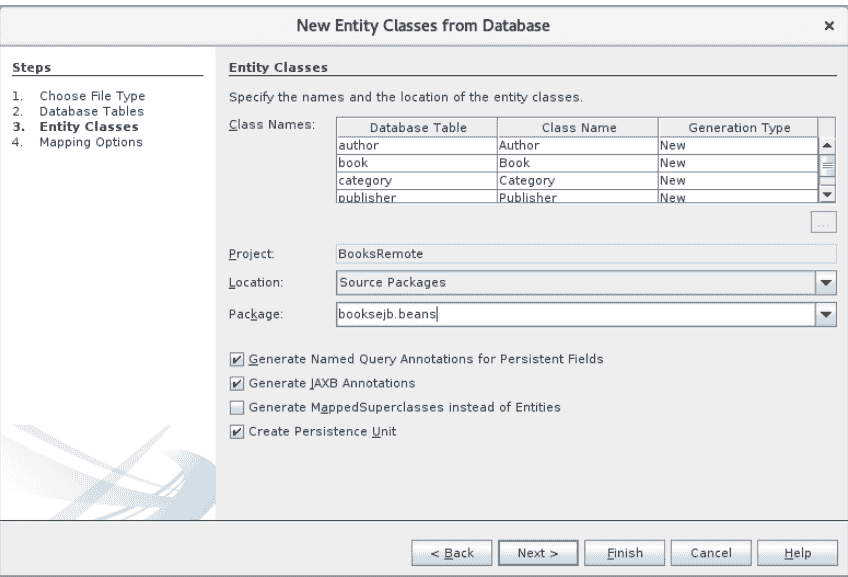 New Entity Classes from Database ×
Steps
1. Choose File Type
2. Database Tables
3. Entity Classes
4. Mapping Options
Entity Classes
Specify the names and the location of the entity classes.
Class Names:
Database Table Class Name Generation Type
author Author New
book Book New
category Category New
publisher Publisher New
...
Project: BooksRemote
Location: Source Packages
Package: booksejb.beans
Generate Named Query Annotations for Persistent Fields
Generate JAXB Annotations
Generate MappedSuperclasses instead of Entities
Create Persistence Unit
< Back Next > Finish Cancel Help